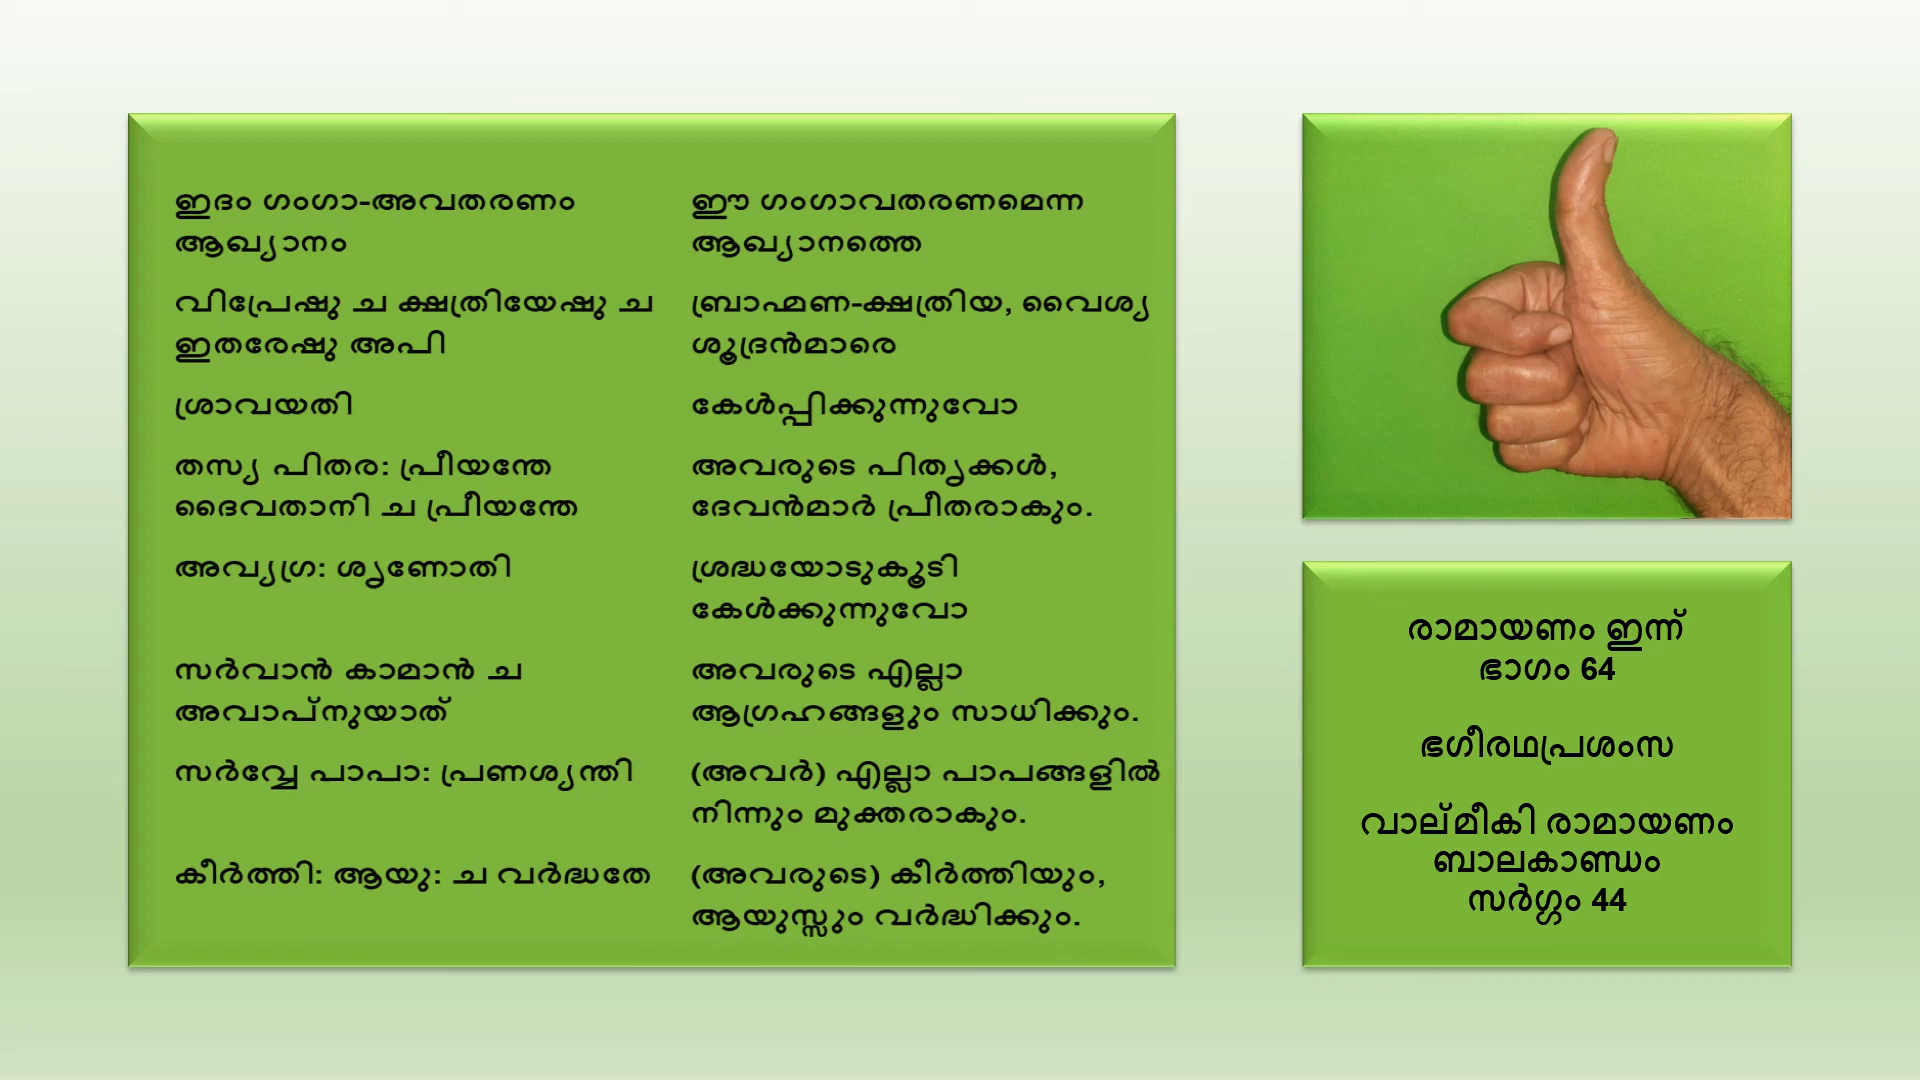 ഇദം ഗംഗാ-അവതരണം
ആഖ്യാനം
വിപ്രേഷു ച ക്ഷത്രിയേഷു ച
ഇതരേഷു അപി
ശ്രാവയതി
തസ്യ പിതര: പ്രീയന്തേ
ദൈവതാനി ച പ്രീയന്തേ
അവ്യഗ്ര: ശൃണോതി
സർവാൻ കാമാൻ ച
അവാപ്നുയാത്
സർവ്വേ പാപാ: പ്രണശ്യന്തി
കീർത്തി: ആയു: ച വർദ്ധതേ
ഈ ഗംഗാവതരണമെന്ന
ആഖ്യാനത്തെ
ബ്രാഹ്മണ-ക്ഷത്രിയ, വൈശ്യ
ശൂദ്രൻമാരെ
കേൾപ്പിക്കുന്നുവോ
അവരുടെ പിതൃക്കൾ,
ദേവൻമാർ പ്രീതരാകും.
ശ്രദ്ധയോടുകൂടി
കേൾക്കുന്നുവോ
അവരുടെ എല്ലാ
ആഗ്രഹങ്ങളും സാധിക്കും.
(അവർ) എല്ലാ പാപങ്ങളിൽ
നിന്നും മുക്തരാകും.
(അവരുടെ) കീർത്തിയും,
ആയുസ്സും വർദ്ധിക്കും.
രാമായണം ഇന്ന്
ഭാഗം 64
ഭഗീരഥപ്രശംസ
വാല്മീകി രാമായണം
ബാലകാണ്ഡം
സർഗ്ഗം 44